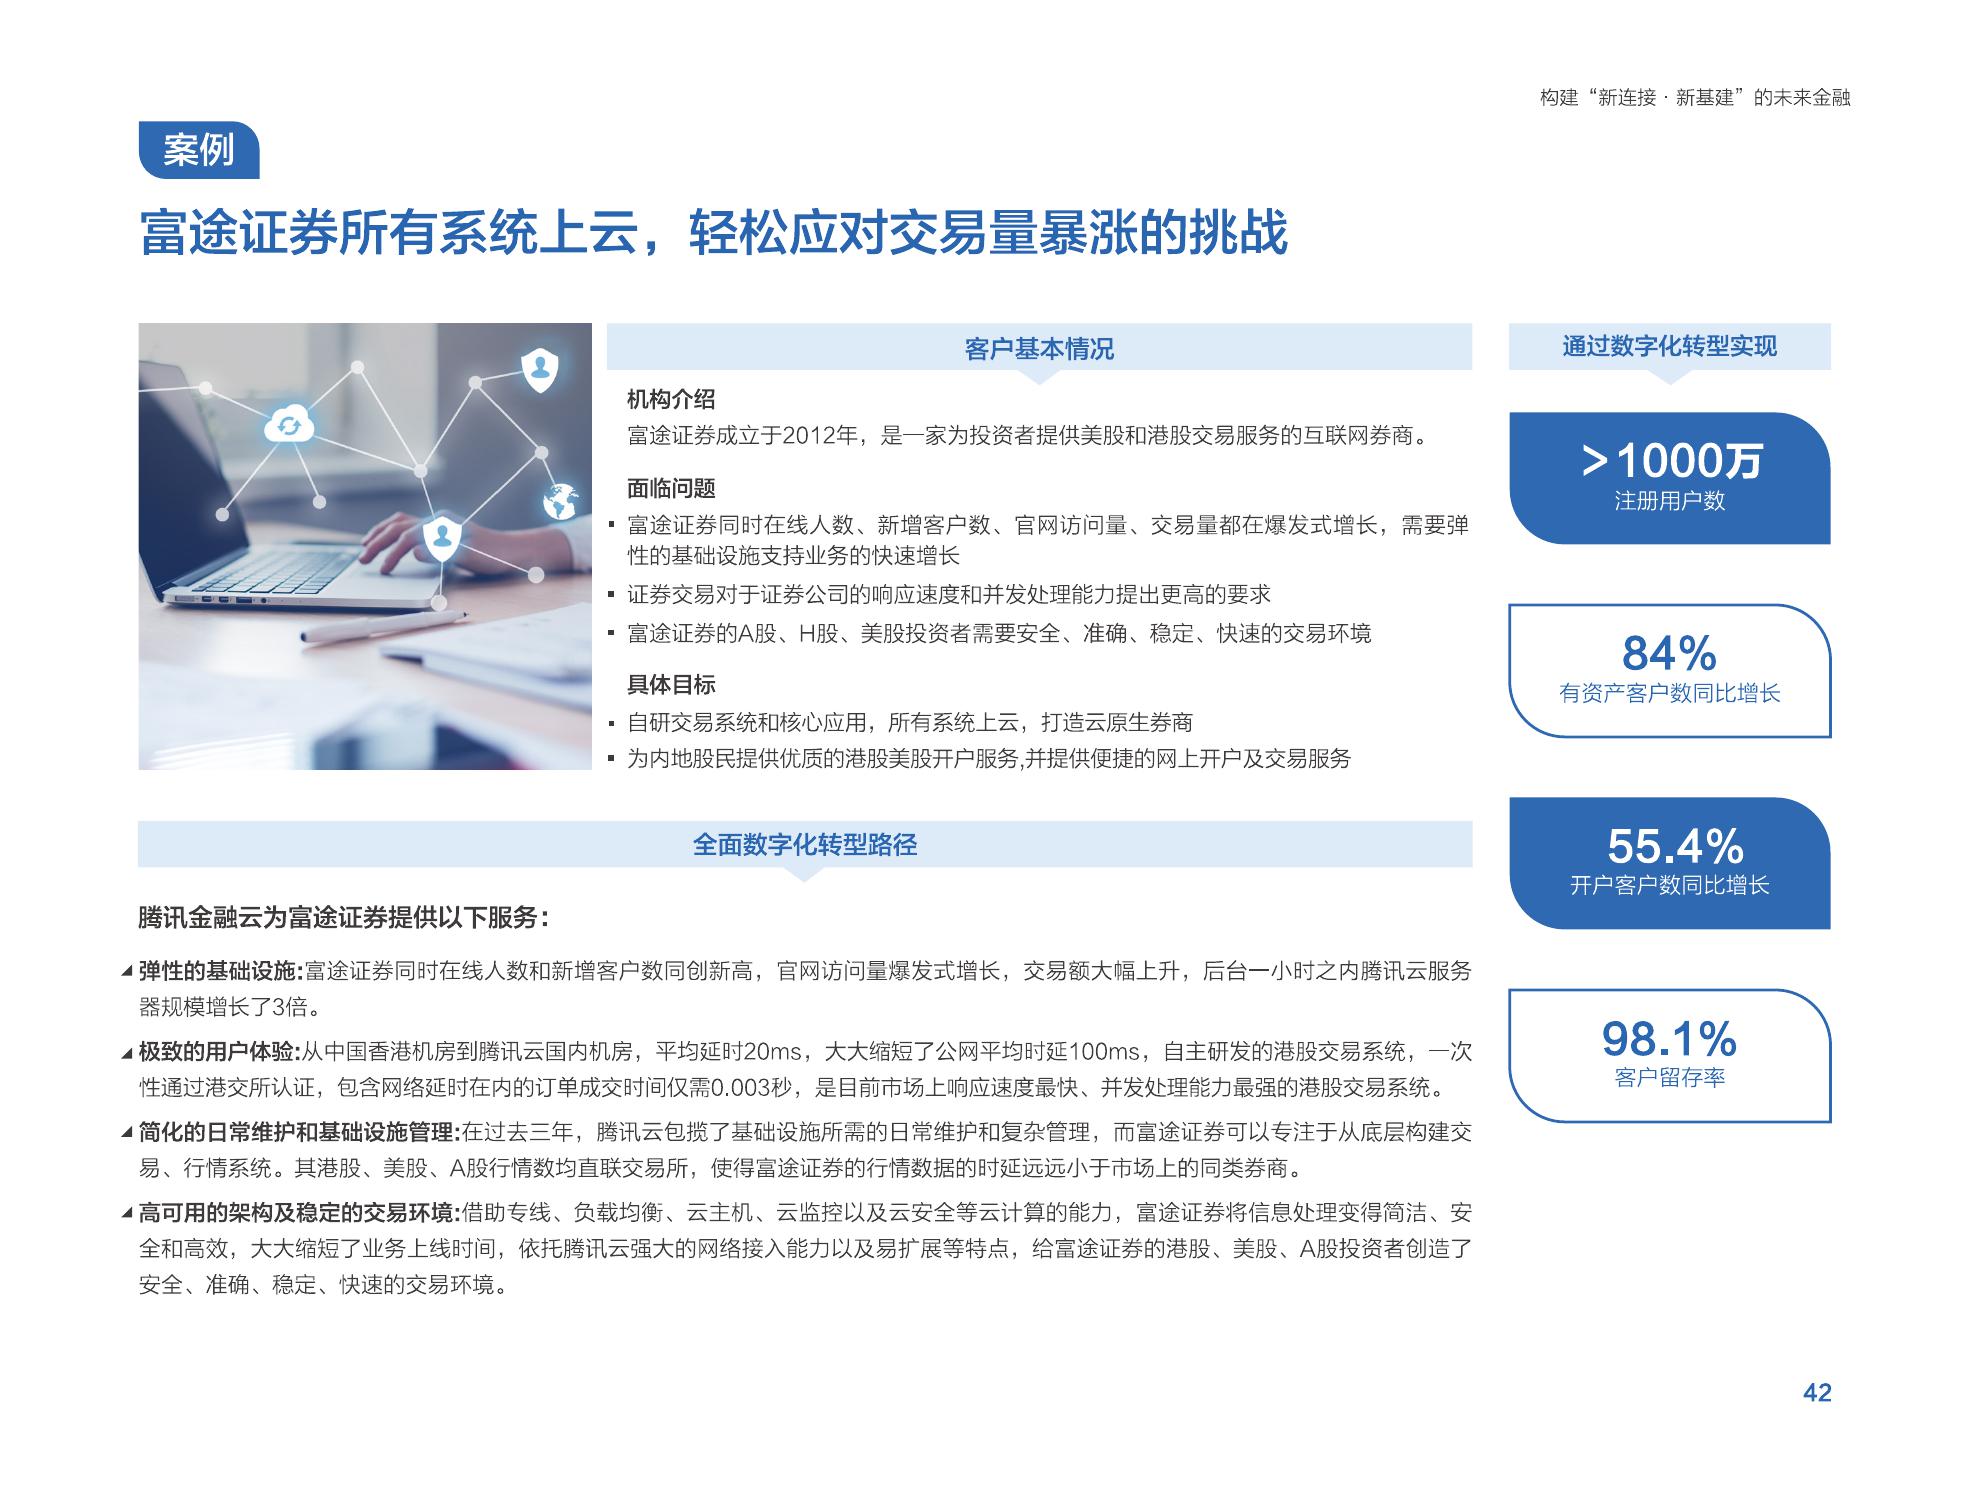 构建“新连接·新基建”的未来金融
案例
富途证券所有系统上云，轻松应对交易量暴涨的挑战
客户基本情况
机构介绍
富途证券成立于2012年，是一家为投资者提供美股和港股交易服务的互联网券商。
面临问题
▪ 富途证券同时在线人数、新增客户数、官网访问量、交易量都在爆发式增长，需要弹
性的基础设施支持业务的快速增长
▪ 证券交易对于证券公司的响应速度和并发处理能力提出更高的要求
▪ 富途证券的A股、H股、美股投资者需要安全、准确、稳定、快速的交易环境
具体目标
▪ 自研交易系统和核心应用，所有系统上云，打造云原生券商
▪ 为内地股民提供优质的港股美股开户服务,并提供便捷的网上开户及交易服务
通过数字化转型实现
>1000万
注册用户数
84%
有资产客户数同比增长
55.4%
开户客户数同比增长
98.1%
客户留存率
全面数字化转型路径
腾讯金融云为富途证券提供以下服务：
弹性的基础设施:富途证券同时在线人数和新增客户数同创新高，官网访问量爆发式增长，交易额大幅上升，后台一小时之内腾讯云服务
器规模增长了3倍。
极致的用户体验:从中国香港机房到腾讯云国内机房，平均延时20ms，大大缩短了公网平均时延100ms，自主研发的港股交易系统，一次
性通过港交所认证，包含网络延时在内的订单成交时间仅需0.003秒，是目前市场上响应速度最快、并发处理能力最强的港股交易系统。
简化的日常维护和基础设施管理:在过去三年，腾讯云包揽了基础设施所需的日常维护和复杂管理，而富途证券可以专注于从底层构建交
易、行情系统。其港股、美股、A股行情数均直联交易所，使得富途证券的行情数据的时延远远小于市场上的同类券商。
高可用的架构及稳定的交易环境:借助专线、负载均衡、云主机、云监控以及云安全等云计算的能力，富途证券将信息处理变得简洁、安
全和高效，大大缩短了业务上线时间，依托腾讯云强大的网络接入能力以及易扩展等特点，给富途证券的港股、美股、A股投资者创造了
安全、准确、稳定、快速的交易环境。
42